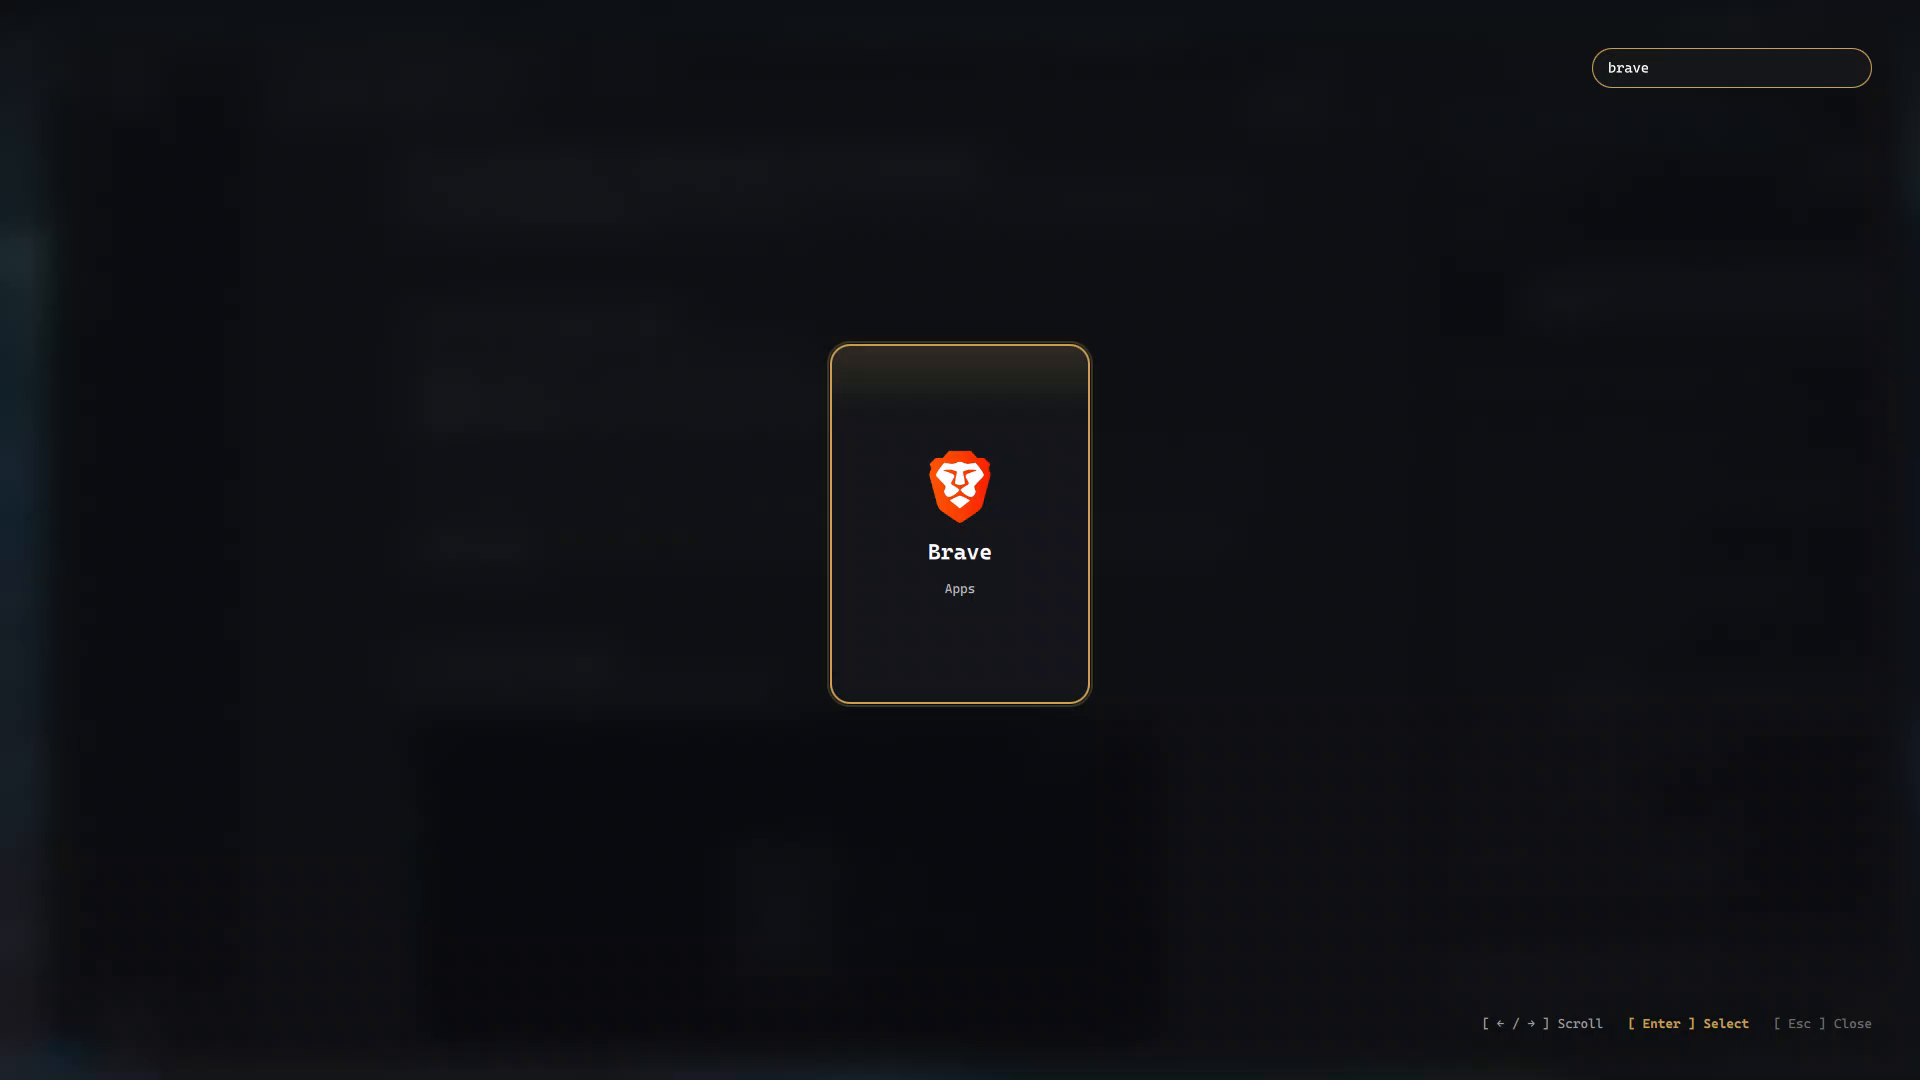 brave
Brave
Apps
[ ← / → ] Scroll [ Enter ] Select [ Esc ] Close